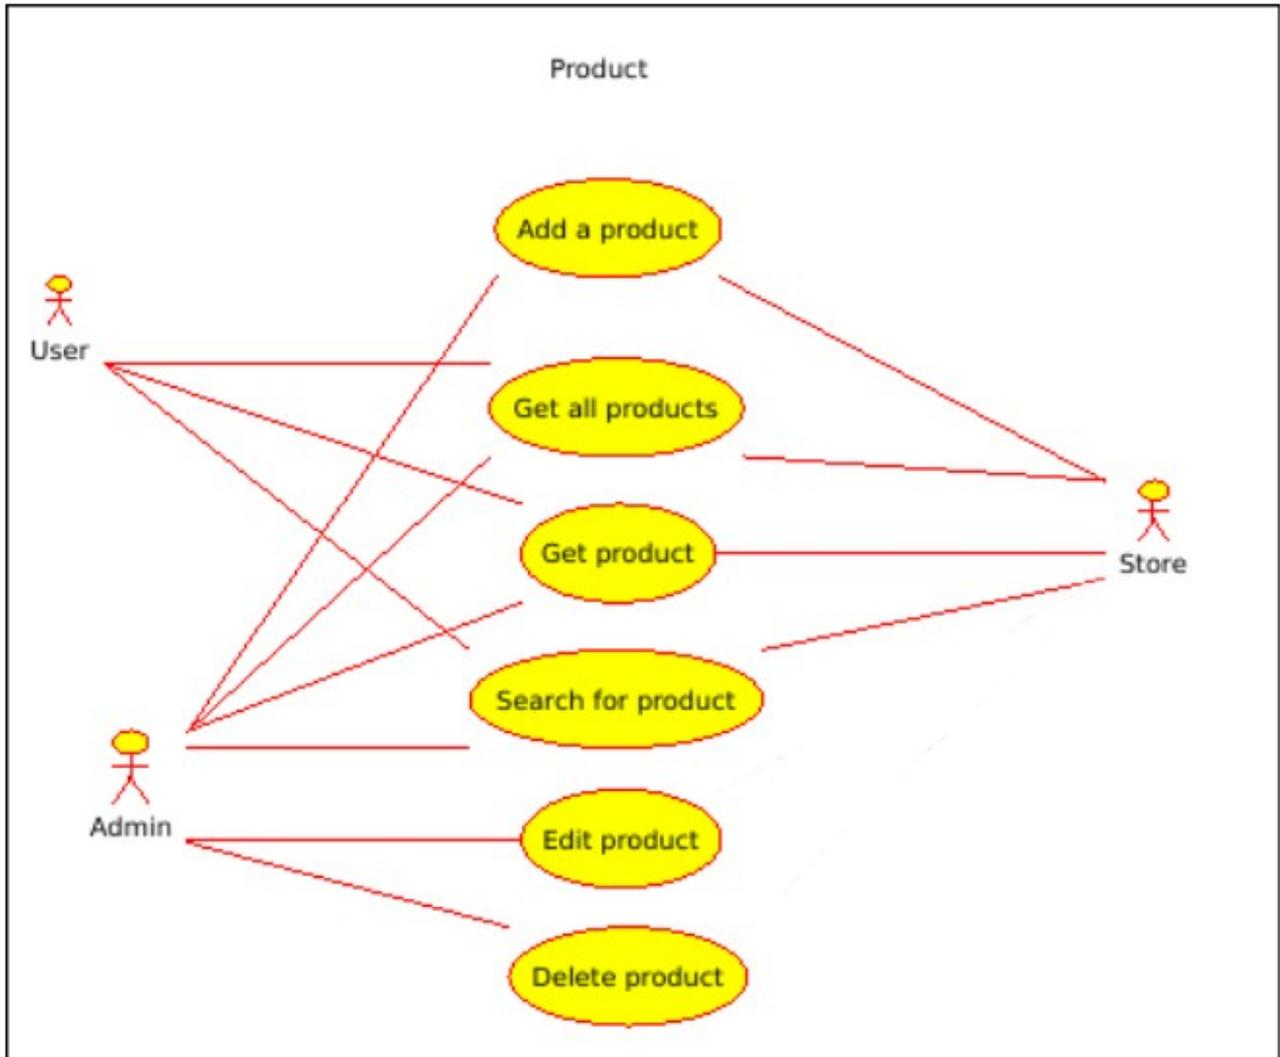 Product
Add a product
User
Get all products
Get product
Store
Search for product
Admin
Edit product
Delete product